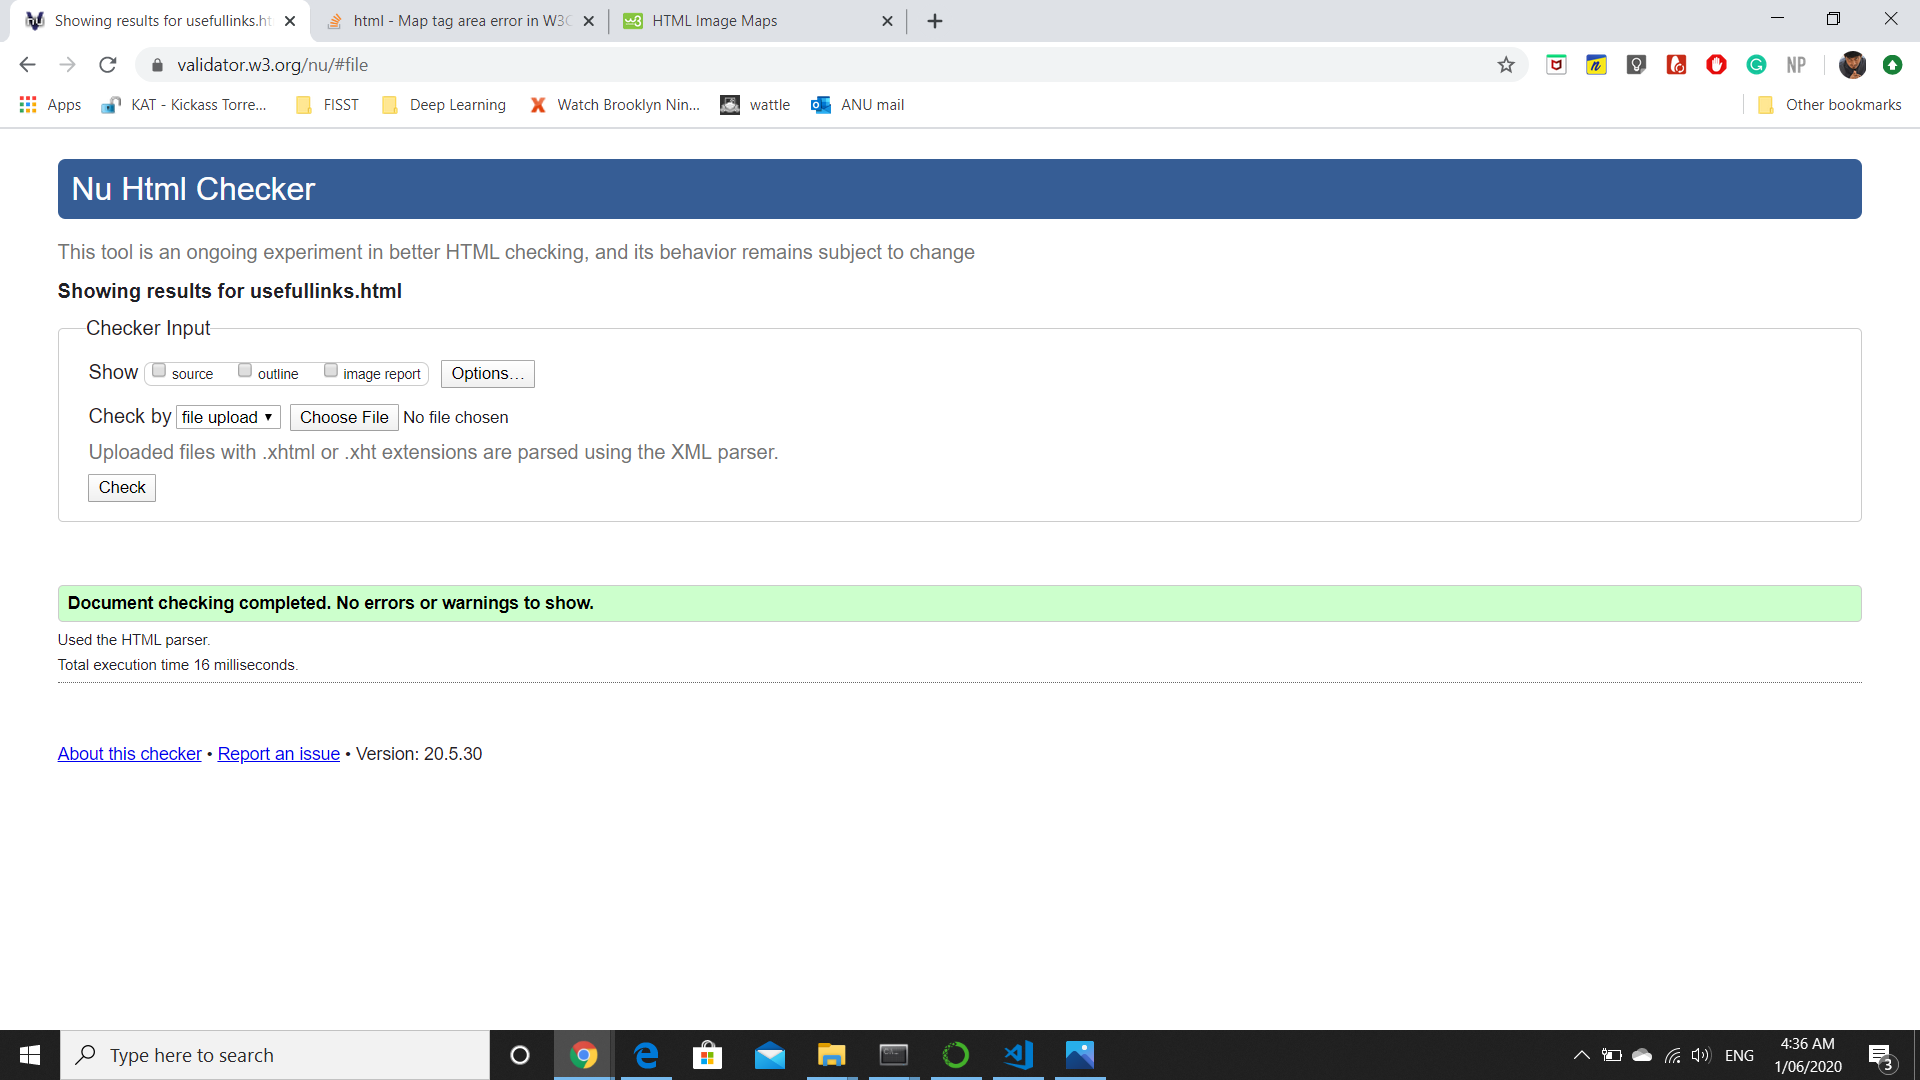 Showing results for usefullinks.ht
html - Map tag area error in W3C
HTML Image Maps
validator.w3.org/nu/#file
Apps
KAT - Kickass Torre...
FISST
Deep Learning
Watch Brooklyn Nin...
wattle
ANU mail
Other bookmarks
Nu Html Checker
This tool is an ongoing experiment in better HTML checking, and its behavior remains subject to change
Showing results for usefullinks.html
Checker Input
Show source outline image report Options...
Check by file upload Choose File No file chosen
Uploaded files with .xhtml or .xht extensions are parsed using the XML parser.
Check
Document checking completed. No errors or warnings to show.
Used the HTML parser.
Total execution time 16 milliseconds.
About this checker • Report an issue • Version: 20.5.30
Type here to search
ENG
4:36 AM
1/06/2020
3
NP